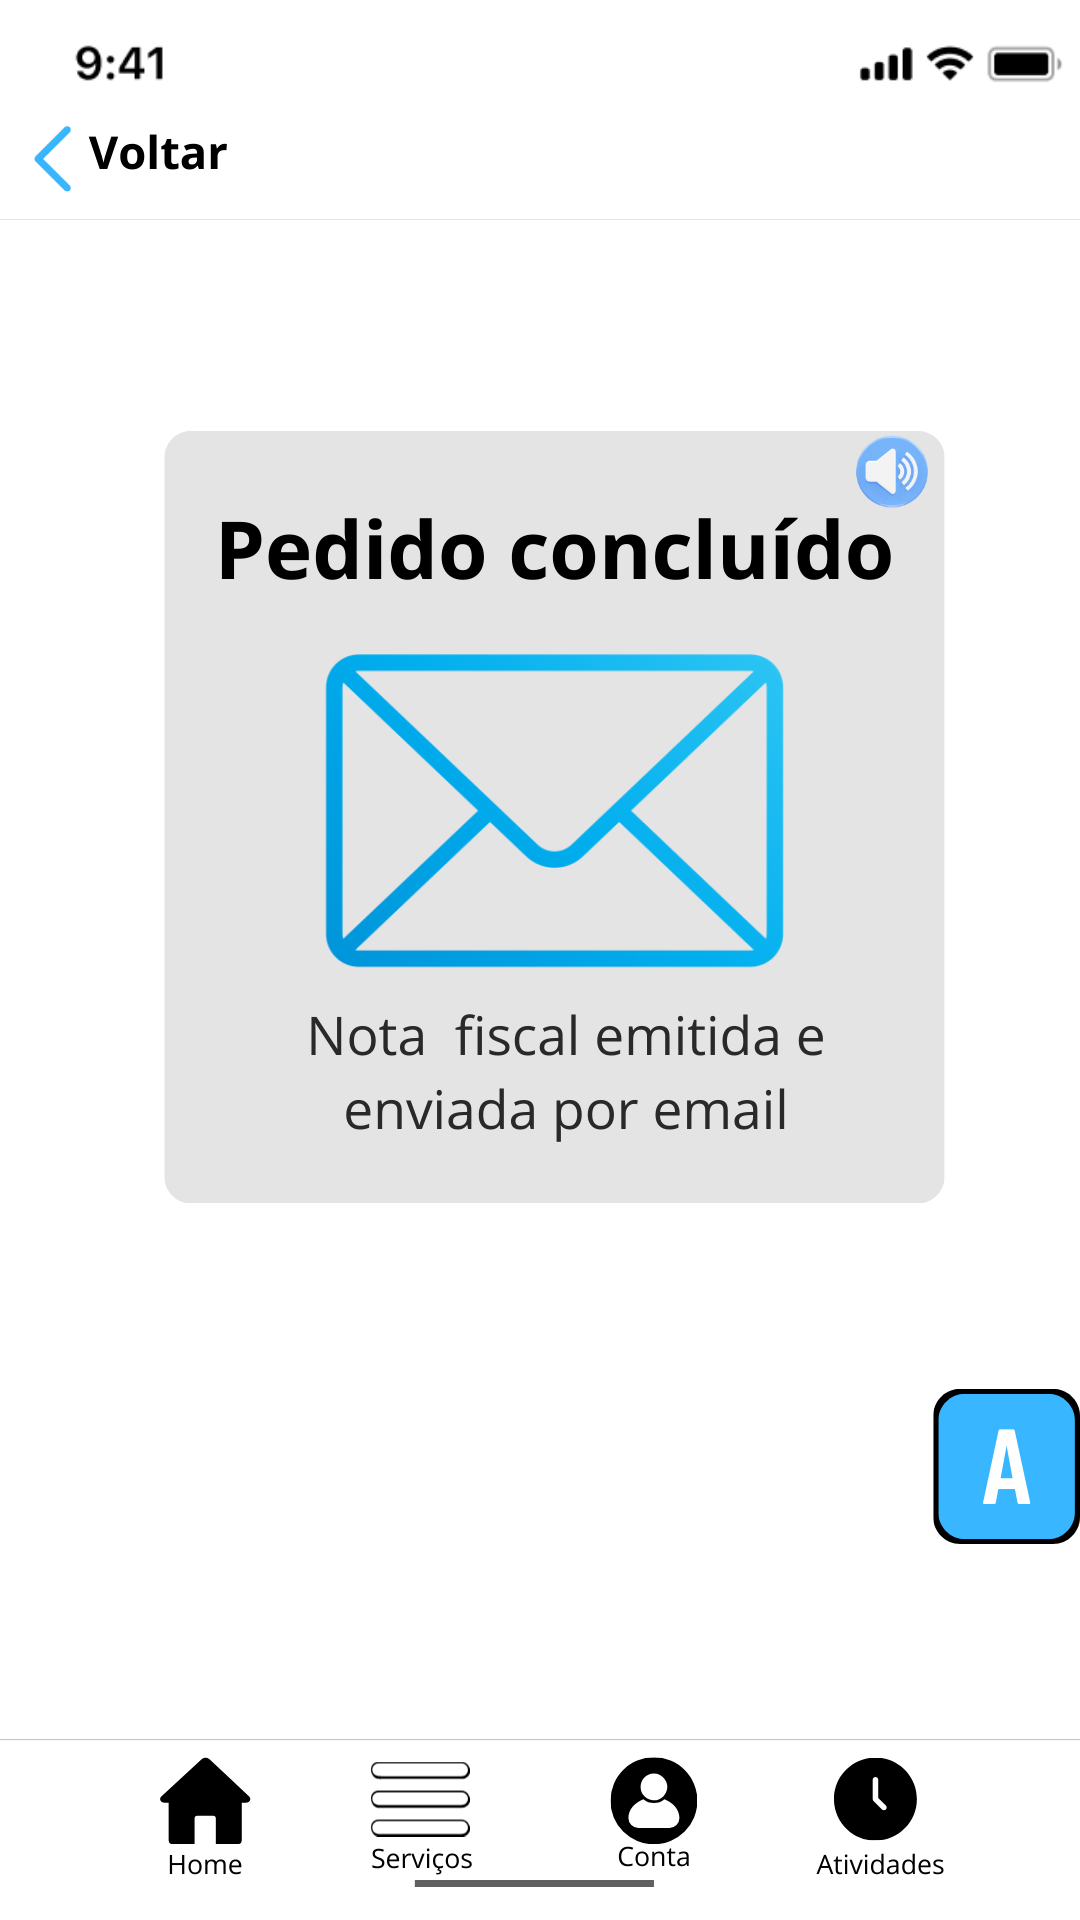 9:41
Voltar
Pedido concluído
Nota fiscal emitida e
enviada por email
A
Home
Serviços
Conta
Atividades